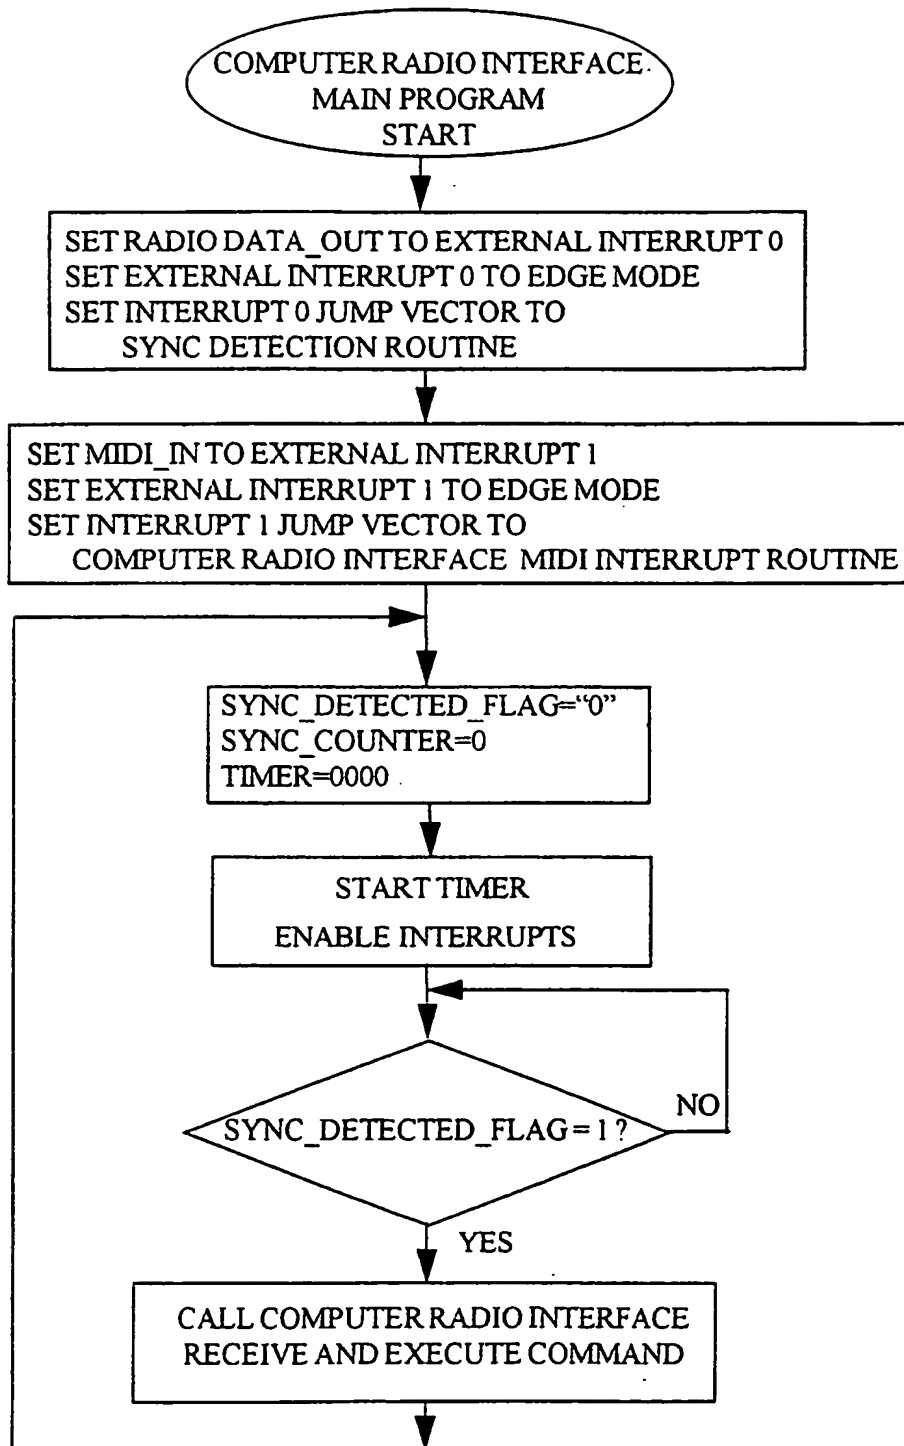 COMPUTER RADIO INTERFACE
MAIN PROGRAM
START
SET RADIO DATA_OUT TO EXTERNAL INTERRUPT 0
SET EXTERNAL INTERRUPT 0 TO EDGE MODE
SET INTERRUPT 0 JUMP VECTOR TO
SYNC DETECTION ROUTINE
SET MIDI_IN TO EXTERNAL INTERRUPT 1
SET EXTERNAL INTERRUPT 1 TO EDGE MODE
SET INTERRUPT 1 JUMP VECTOR TO
COMPUTER RADIO INTERFACE MIDI INTERRUPT ROUTINE
SYNC_DETECTED_FLAG=“0”
SYNC_COUNTER=0
TIMER=0000
START TIMER
ENABLE INTERRUPTS
SYNC_DETECTED_FLAG = 1 ?
NO
YES
CALL COMPUTER RADIO INTERFACE
RECEIVE AND EXECUTE COMMAND